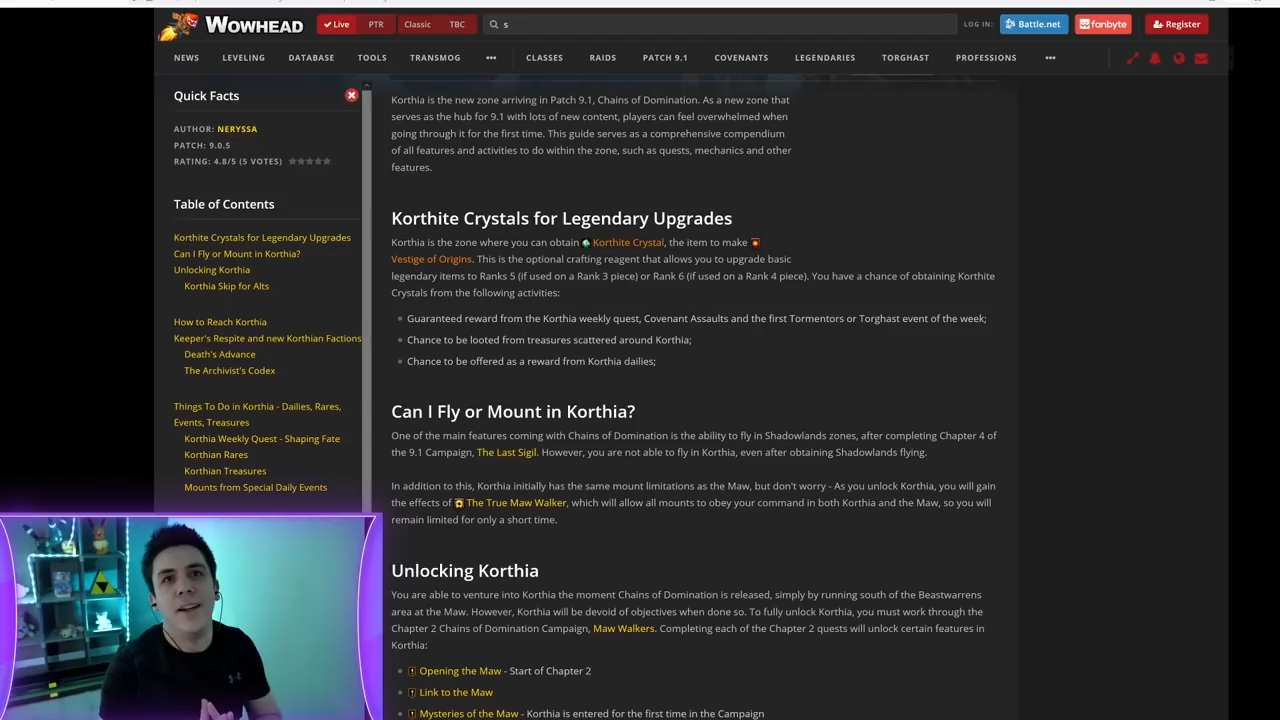 WOWHEAD
Live PTR Classic TBC
s
LOG IN: Battle.net fanbyte Register
NEWS LEVELING DATABASE TOOLS TRANSMOG ••• CLASSES RAIDS PATCH 9.1 COVENANTS LEGENDARIES TORGHAST PROFESSIONS •••
Quick Facts
AUTHOR: NERYSSA
PATCH: 9.0.5
RATING: 4.8/5 (5 VOTES)
Table of Contents
Korthite Crystals for Legendary Upgrades
Can I Fly or Mount in Korthia?
Unlocking Korthia
Korthia Skip for Alts
How to Reach Korthia
Keeper's Respite and new Korthian Factions
Death's Advance
The Archivist's Codex
Things To Do in Korthia - Dailies, Rares,
Events, Treasures
Korthia Weekly Quest - Shaping Fate
Korthian Rares
Korthian Treasures
Mounts from Special Daily Events
Korthia is the new zone arriving in Patch 9.1, Chains of Domination. As a new zone that
serves as the hub for 9.1 with lots of new content, players can feel overwhelmed when
going through it for the first time. This guide serves as a comprehensive compendium
of all features and activities to do within the zone, such as quests, mechanics and other
features.
Korthite Crystals for Legendary Upgrades
Korthia is the zone where you can obtain Korthite Crystal, the item to make
Vestige of Origins. This is the optional crafting reagent that allows you to upgrade basic
legendary items to Ranks 5 (if used on a Rank 3 piece) or Rank 6 (if used on a Rank 4 piece). You have a chance of obtaining Korthite
Crystals from the following activities:
• Guaranteed reward from the Korthia weekly quest, Covenant Assaults and the first Tormentors or Torghast event of the week;
• Chance to be looted from treasures scattered around Korthia;
• Chance to be offered as a reward from Korthia dailies;
Can I Fly or Mount in Korthia?
One of the main features coming with Chains of Domination is the ability to fly in Shadowlands zones, after completing Chapter 4 of
the 9.1 Campaign, The Last Sigil. However, you are not able to fly in Korthia, even after obtaining Shadowlands flying.
In addition to this, Korthia initially has the same mount limitations as the Maw, but don't worry - As you unlock Korthia, you will gain
the effects of The True Maw Walker, which will allow all mounts to obey your command in both Korthia and the Maw, so you will
remain limited for only a short time.
Unlocking Korthia
You are able to venture into Korthia the moment Chains of Domination is released, simply by running south of the Beastwarrens
area at the Maw. However, Korthia will be devoid of objectives when done so. To fully unlock Korthia, you must work through the
Chapter 2 Chains of Domination Campaign, Maw Walkers. Completing each of the Chapter 2 quests will unlock certain features in
Korthia:
• Opening the Maw - Start of Chapter 2
• Link to the Maw
• Mysteries of the Maw - Korthia is entered for the first time in the Campaign